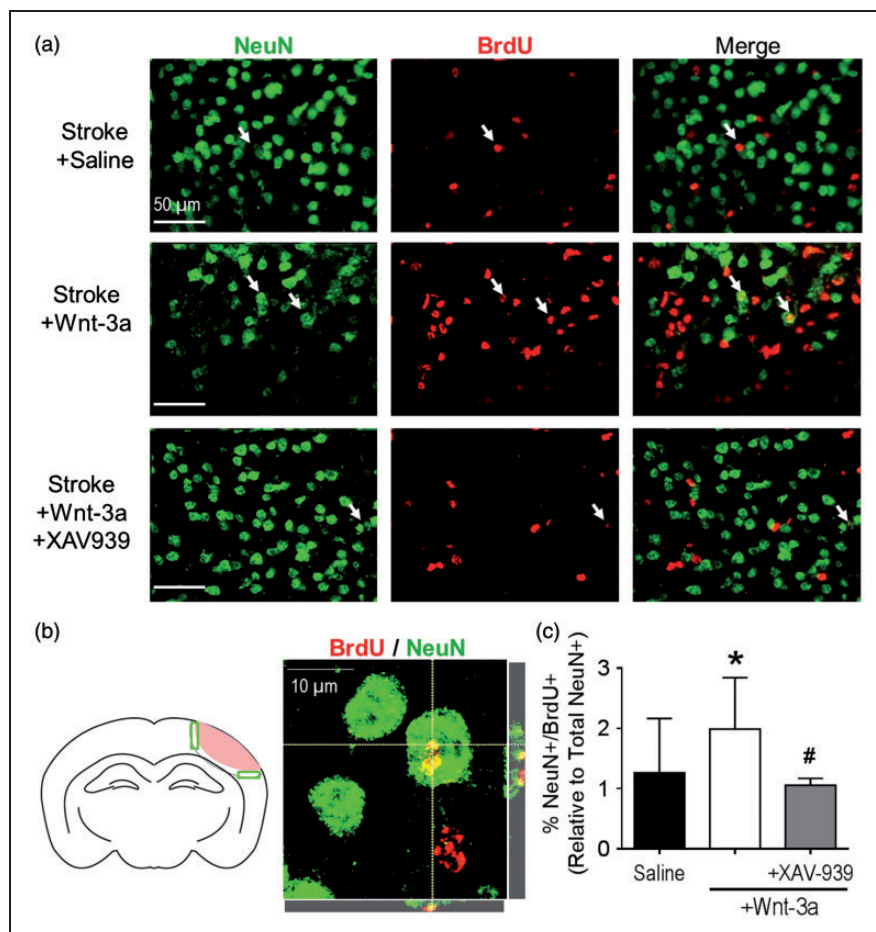 (a)
NeuN
BrdU
Merge
Stroke
+Saline
50 µm
Stroke
+Wnt-3a
Stroke
+Wnt-3a
+XAV939
(b)
BrdU / NeuN
10 µm
(c)
% NeuN+/BrdU+
(Relative to Total NeuN+)
3
2
1
0
*
#
Saline
+XAV-939
+Wnt-3a